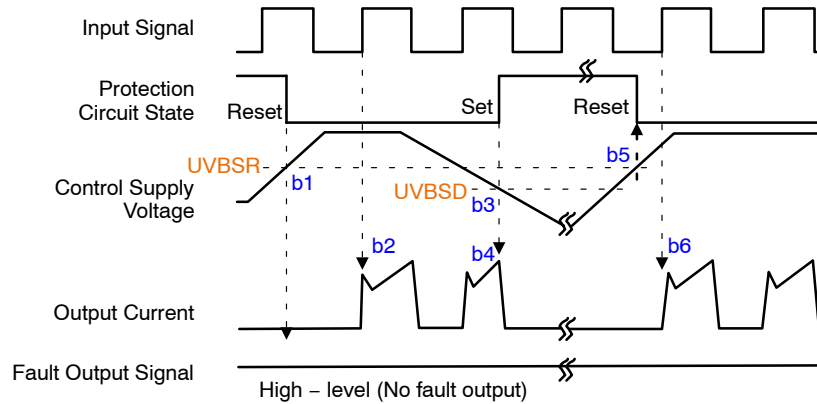 Input Signal
Protection
Circuit State
Reset
Set
Reset
UVBSR
b1
b5
Control Supply
Voltage
UVBSD
b3
b2
b4
b6
Output Current
Fault Output Signal
High – level (No fault output)